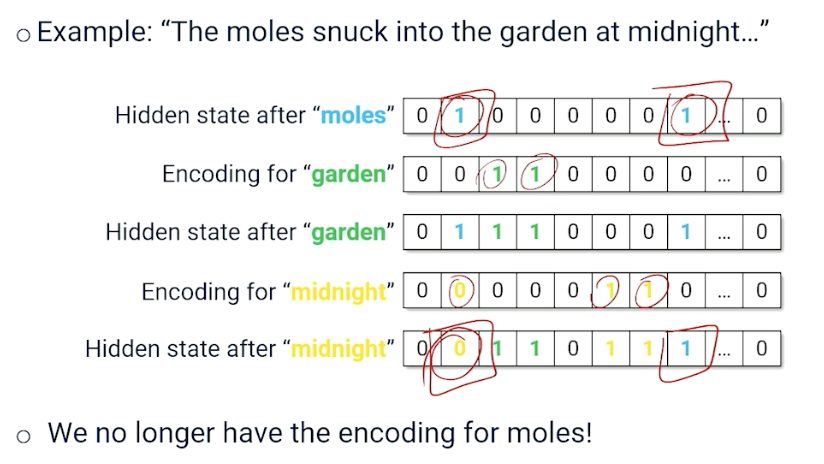 ○ Example: “The moles snuck into the garden at midnight…”
Hidden state after “moles” 0 1 0 0 0 0 0 1 ... 0
Encoding for “garden” 0 0 1 1 0 0 0 0 ... 0
Hidden state after “garden” 0 1 1 1 0 0 0 1 ... 0
Encoding for “midnight” 0 0 0 0 0 1 1 0 ... 0
Hidden state after “midnight” 0 0 1 1 0 1 1 1 ... 0
○ We no longer have the encoding for moles!